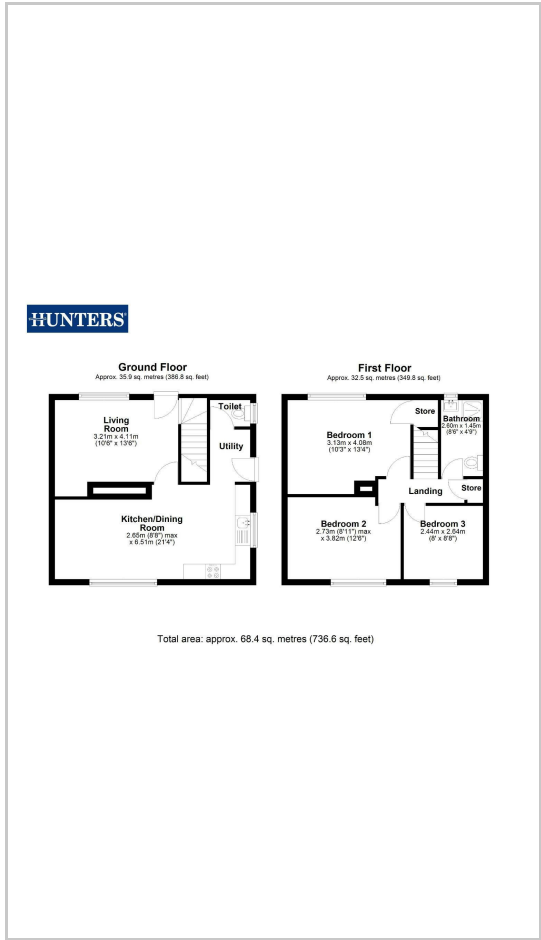 HUNTERS
Ground Floor
Approx. 35.9 sq. metres (386.8 sq. feet)
Living
Room
3.21m x 4.11m
(10'6" x 13'6")
Toilet
Utility
Kitchen/Dining
Room
2.65m (8'8") max
x 6.51m (21'4")
First Floor
Approx. 32.5 sq. metres (349.8 sq. feet)
Store
Bathroom
2.60m x 1.45m
(8'6" x 4'9")
Bedroom 1
3.13m x 4.08m
(10'3" x 13'4")
Landing
Store
Bedroom 2
2.73m (8'11") max
x 3.82m (12'6")
Bedroom 3
2.44m x 2.64m
(8' x 8'8")
Total area: approx. 68.4 sq. metres (736.6 sq. feet)